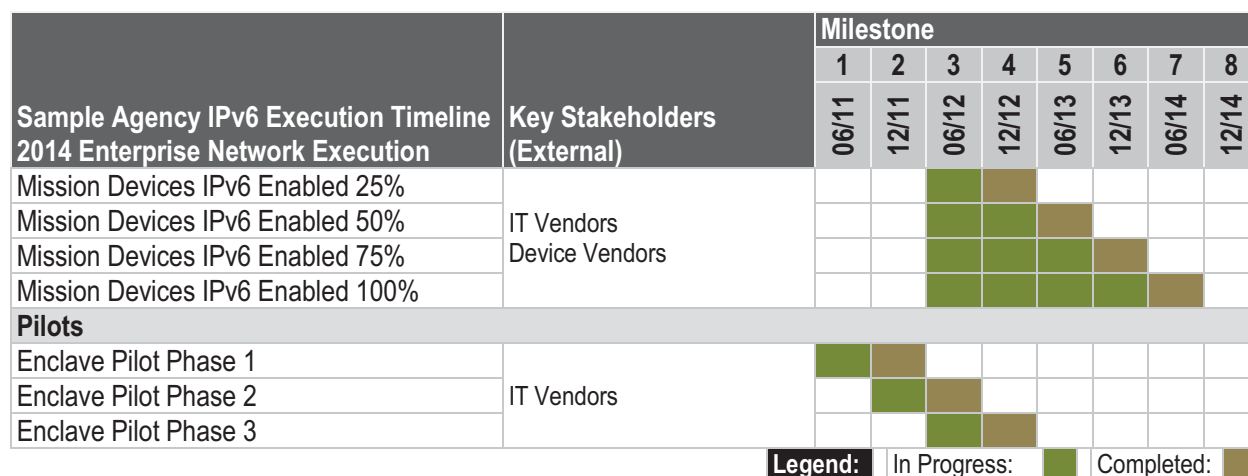 Milestone
1 2 3 4 5 6 7 8
Sample Agency IPv6 Execution Timeline
2014 Enterprise Network Execution
Key Stakeholders
(External)
06/11 12/11 06/12 12/12 06/13 12/13 06/14 12/14
Mission Devices IPv6 Enabled 25%
Mission Devices IPv6 Enabled 50%
Mission Devices IPv6 Enabled 75%
Mission Devices IPv6 Enabled 100%
IT Vendors
Device Vendors
Pilots
Enclave Pilot Phase 1
Enclave Pilot Phase 2
Enclave Pilot Phase 3
IT Vendors
Legend: In Progress: Completed: